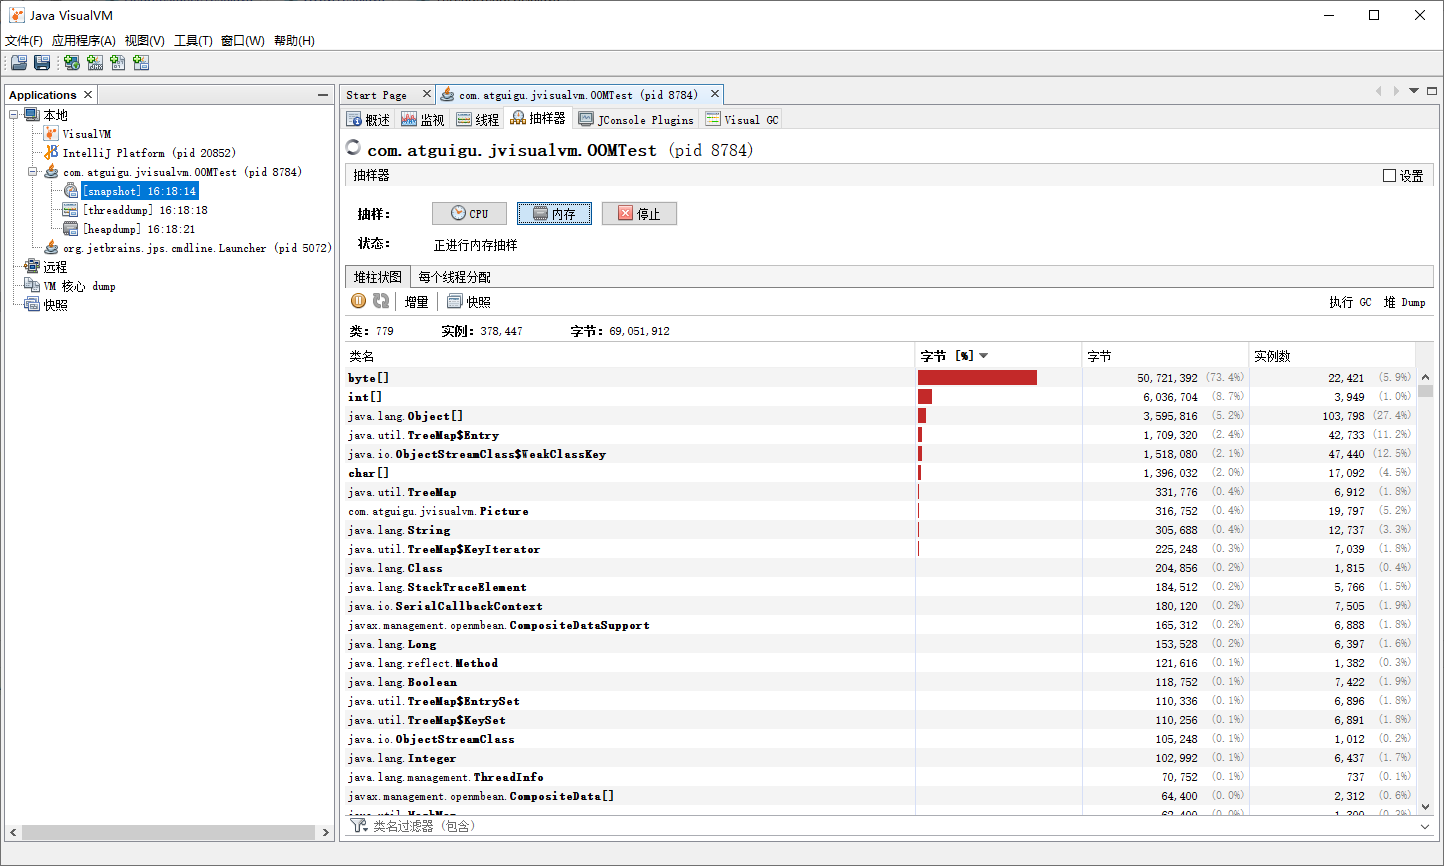 Java VisualVM
文件(F) 应用程序(A) 视图(V) 工具(T) 窗口(W) 帮助(H)
Applications
本地
VisualVM
IntelliJ Platform (pid 20852)
com.atguigu.jvisualvm.OOMTest (pid 8784)
[snapshot] 16:18:14
[threaddump] 16:18:18
[heapdump] 16:18:21
org.jetbrains.jps.cmdline.Launcher (pid 5072)
远程
VM 核心 dump
快照
Start Page com.atguigu.jvisualvm.OOMTest (pid 8784)
概述 监视 线程 抽样器 JConsole Plugins Visual GC
com.atguigu.jvisualvm.OOMTest (pid 8784)
抽样器 设置
抽样： CPU 内存 停止
状态： 正进行内存抽样
堆柱状图 每个线程分配
增量 快照 执行 GC 堆 Dump
类：779 实例：378,447 字节：69,051,912
类名 字节 [%] 字节 实例数
byte[] 50,721,392 (73.4%) 22,421 (5.9%)
int[] 6,036,704 (8.7%) 3,949 (1.0%)
java.lang.Object[] 3,595,816 (5.2%) 103,798 (27.4%)
java.util.TreeMap$Entry 1,709,320 (2.4%) 42,733 (11.2%)
java.io.ObjectStreamClass$WeakClassKey 1,518,080 (2.1%) 47,440 (12.5%)
char[] 1,396,032 (2.0%) 17,092 (4.5%)
java.util.TreeMap 331,776 (0.4%) 6,912 (1.8%)
com.atguigu.jvisualvm.Picture 316,752 (0.4%) 19,797 (5.2%)
java.lang.String 305,688 (0.4%) 12,737 (3.3%)
java.util.TreeMap$KeyIterator 225,248 (0.3%) 7,039 (1.8%)
java.lang.Class 204,856 (0.2%) 1,815 (0.4%)
java.lang.StackTraceElement 184,512 (0.2%) 5,766 (1.5%)
java.io.SerialCallbackContext 180,120 (0.2%) 7,505 (1.9%)
javax.management.openmbean.CompositeDataSupport 165,312 (0.2%) 6,888 (1.8%)
java.lang.Long 153,528 (0.2%) 6,397 (1.6%)
java.lang.reflect.Method 121,616 (0.1%) 1,382 (0.3%)
java.lang.Boolean 118,752 (0.1%) 7,422 (1.9%)
java.util.TreeMap$EntrySet 110,336 (0.1%) 6,896 (1.8%)
java.util.TreeMap$KeySet 110,256 (0.1%) 6,891 (1.8%)
java.io.ObjectStreamClass 105,248 (0.1%) 1,012 (0.2%)
java.lang.Integer 102,992 (0.1%) 6,437 (1.7%)
java.lang.management.ThreadInfo 70,752 (0.1%) 737 (0.1%)
javax.management.openmbean.CompositeData[] 64,400 (0.0%) 2,312 (0.6%)
类名过滤器（包含）